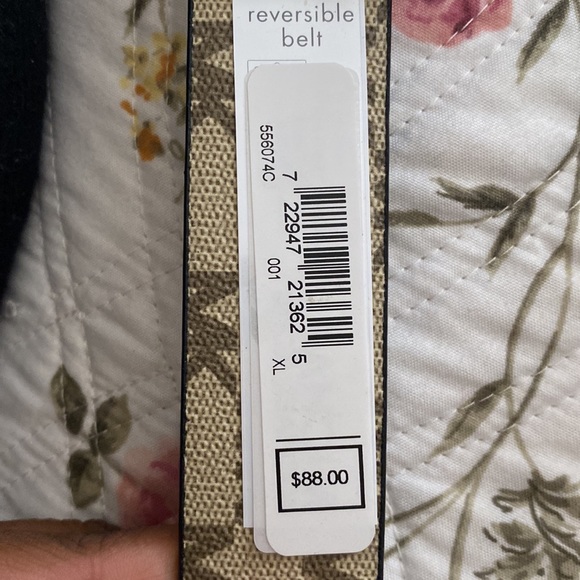 reversible
belt
556074C
7 22947 21362 5
001
XL
$88.00